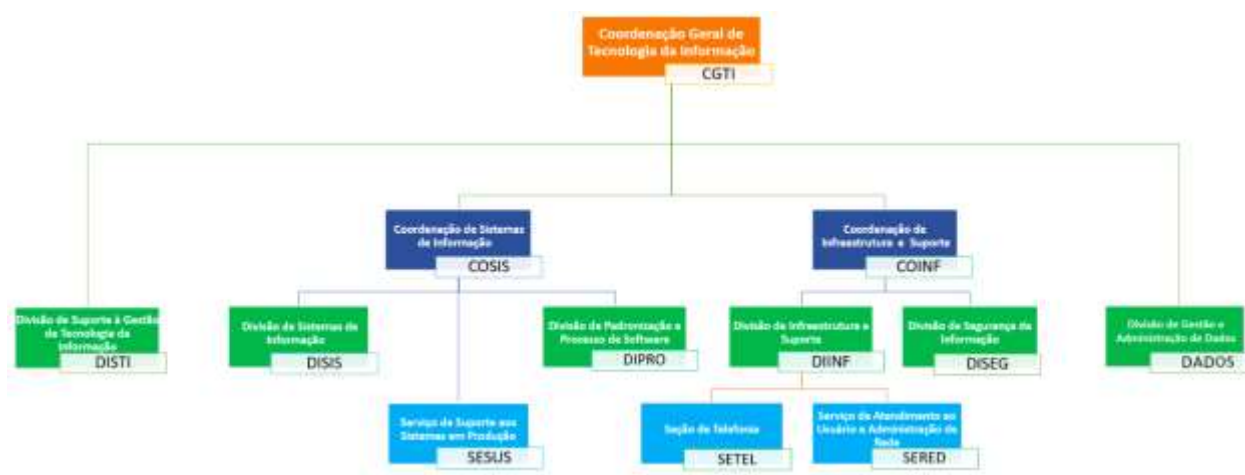 Coordenação Geral de
Tecnologia da Informação
CGTI
Coordenação de Sistemas
de Informação
COSIS
Coordenação de
Infraestrutura e Suporte
COINF
Divisão de Suporte à Gestão
de Tecnologia da
Informação
DISTI
Divisão de Sistemas de
Informação
DISIS
Divisão de Padronização e
Processo de Software
DIPRO
Divisão de Infraestrutura e
Suporte
DIINF
Divisão de Segurança da
Informação
DISEG
Divisão de Gestão e
Administração de Dados
DADOS
Serviço de Suporte aos
Sistemas em Produção
SESUS
Seção de Telefonia
SETEL
Serviço de Atendimento ao
Usuário e Administração de
Rede
SERED